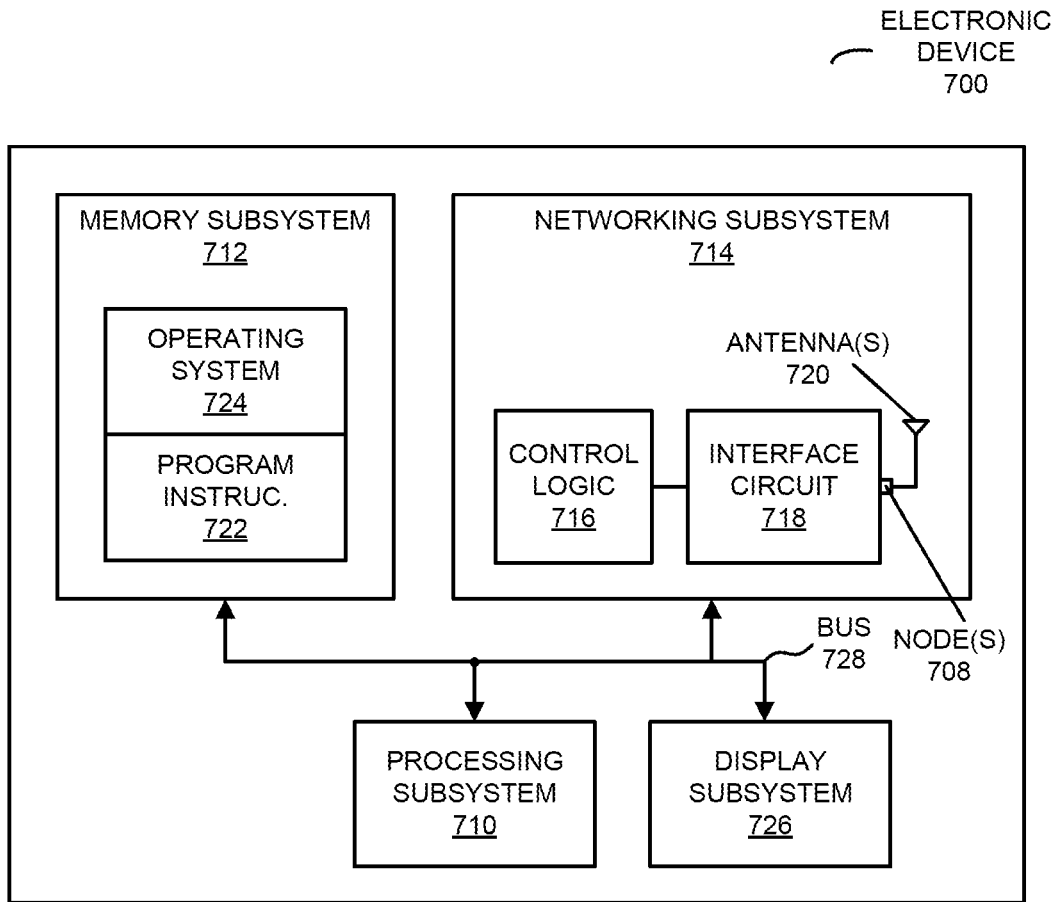 ELECTRONIC
DEVICE
700
MEMORY SUBSYSTEM
712
OPERATING
SYSTEM
724
PROGRAM
INSTRUC.
722
NETWORKING SUBSYSTEM
714
ANTENNA(S)
720
CONTROL
LOGIC
716
INTERFACE
CIRCUIT
718
NODE(S)
708
BUS
728
PROCESSING
SUBSYSTEM
710
DISPLAY
SUBSYSTEM
726